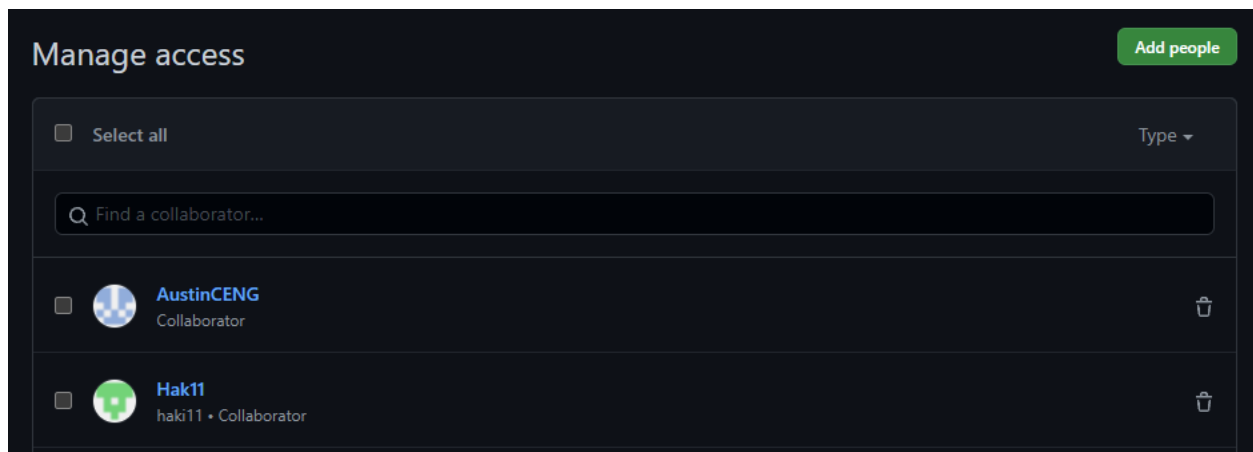 Manage access
Add people
Select all
Type
Find a collaborator...
AustinCENG
Collaborator
Hak11
haki11 • Collaborator